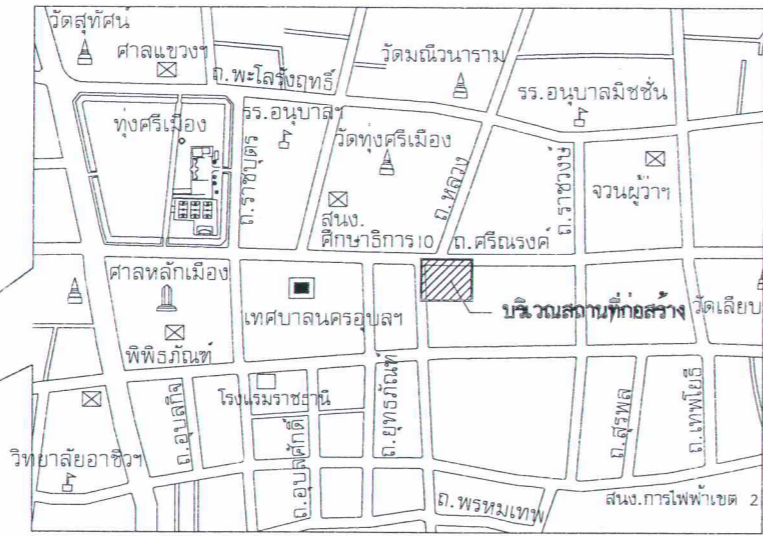 วัดสุทัศน์
ศาลแขวงฯ
ถ.พะโลรังฤทธิ์
วัดมณีวนาราม
รร.อนุบาลมิชชั่น
ทุ่งศรีเมือง
รร.อนุบาลฯ
วัดทุ่งศรีเมือง
ถ.ราชบุตร
ถ.หลวง
ถ.ราชวงษ์
จวนผู้ว่าฯ
สนง.
ศึกษาธิการ10
ถ.ศรีณรงค์
ศาลหลักเมือง
เทศบาลนครอุบลฯ
บริเวณสถานที่ก่อสร้าง
วัดเลียบ
พิพิธภัณฑ์
โรงแรมราชธานี
ถ.อุบลกิจ
ถ.อุบลศักดิ์
ถ.ยุทธภัณฑ์
ถ.สุรพล
ถ.เทพโยธี
วิทยาลัยอาชีวฯ
ถ.พรหมเทพ
สนง.การไฟฟ้าเขต 2